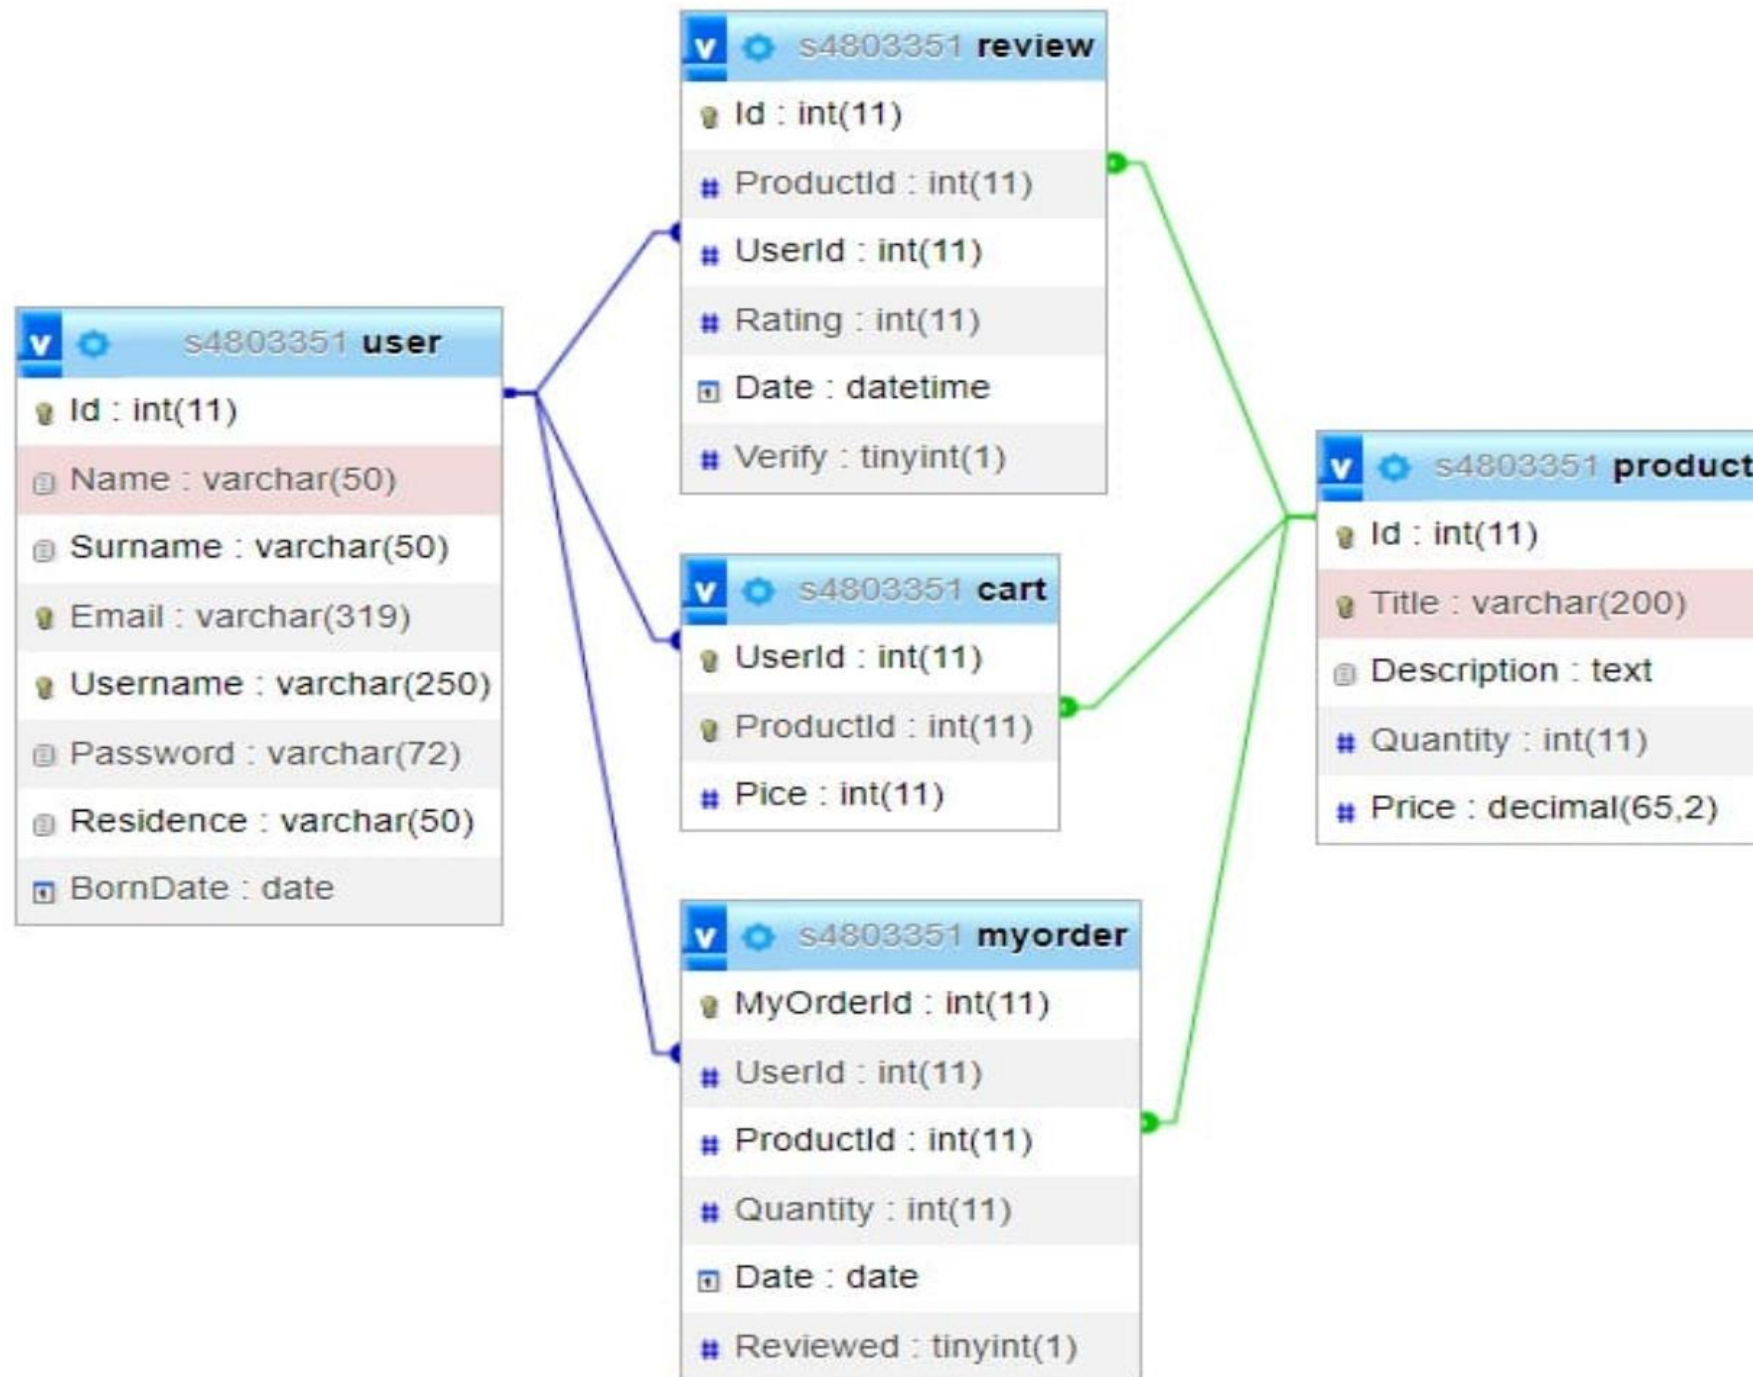 s4803351 review
Id : int(11)
ProductId : int(11)
UserId : int(11)
Rating : int(11)
Date : datetime
Verify : tinyint(1)
s4803351 user
Id : int(11)
Name : varchar(50)
Surname : varchar(50)
Email : varchar(319)
Username : varchar(250)
Password : varchar(72)
Residence : varchar(50)
BornDate : date
s4803351 cart
UserId : int(11)
ProductId : int(11)
Pice : int(11)
s4803351 myorder
MyOrderId : int(11)
UserId : int(11)
ProductId : int(11)
Quantity : int(11)
Date : date
Reviewed : tinyint(1)
s4803351 product
Id : int(11)
Title : varchar(200)
Description : text
Quantity : int(11)
Price : decimal(65,2)